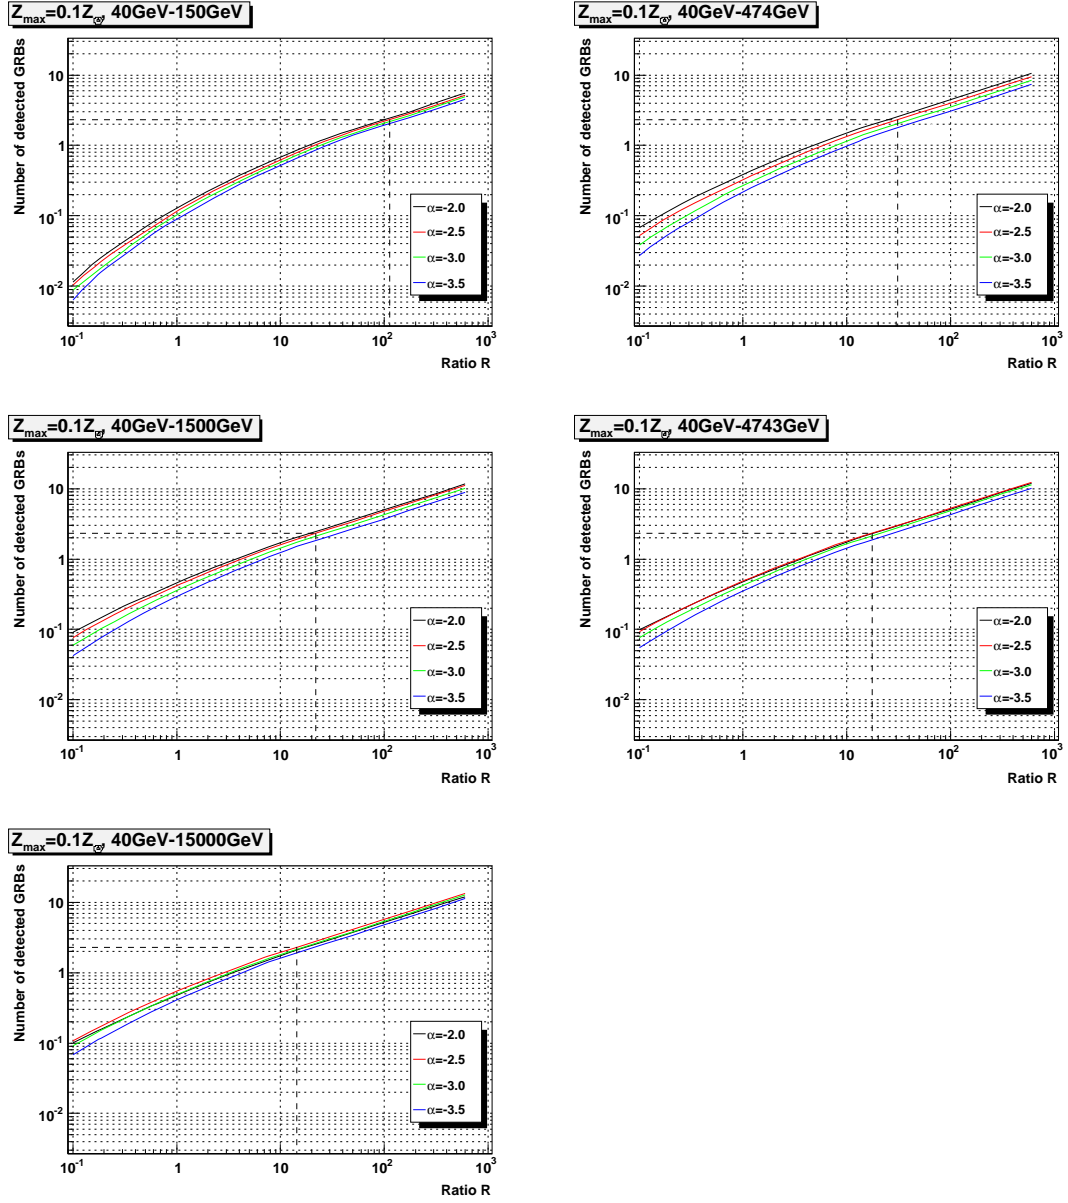 Z_max=0.1Z_⊙, 40GeV-150GeV
Number of detected GRBs
10
1
10^-1
10^-2
α=-2.0
α=-2.5
α=-3.0
α=-3.5
10^-1 1 10 10^2 10^3
Ratio R
Z_max=0.1Z_⊙, 40GeV-474GeV
Number of detected GRBs
10
1
10^-1
10^-2
α=-2.0
α=-2.5
α=-3.0
α=-3.5
10^-1 1 10 10^2 10^3
Ratio R
Z_max=0.1Z_⊙, 40GeV-1500GeV
Number of detected GRBs
10
1
10^-1
10^-2
α=-2.0
α=-2.5
α=-3.0
α=-3.5
10^-1 1 10 10^2 10^3
Ratio R
Z_max=0.1Z_⊙, 40GeV-4743GeV
Number of detected GRBs
10
1
10^-1
10^-2
α=-2.0
α=-2.5
α=-3.0
α=-3.5
10^-1 1 10 10^2 10^3
Ratio R
Z_max=0.1Z_⊙, 40GeV-15000GeV
Number of detected GRBs
10
1
10^-1
10^-2
α=-2.0
α=-2.5
α=-3.0
α=-3.5
10^-1 1 10 10^2 10^3
Ratio R